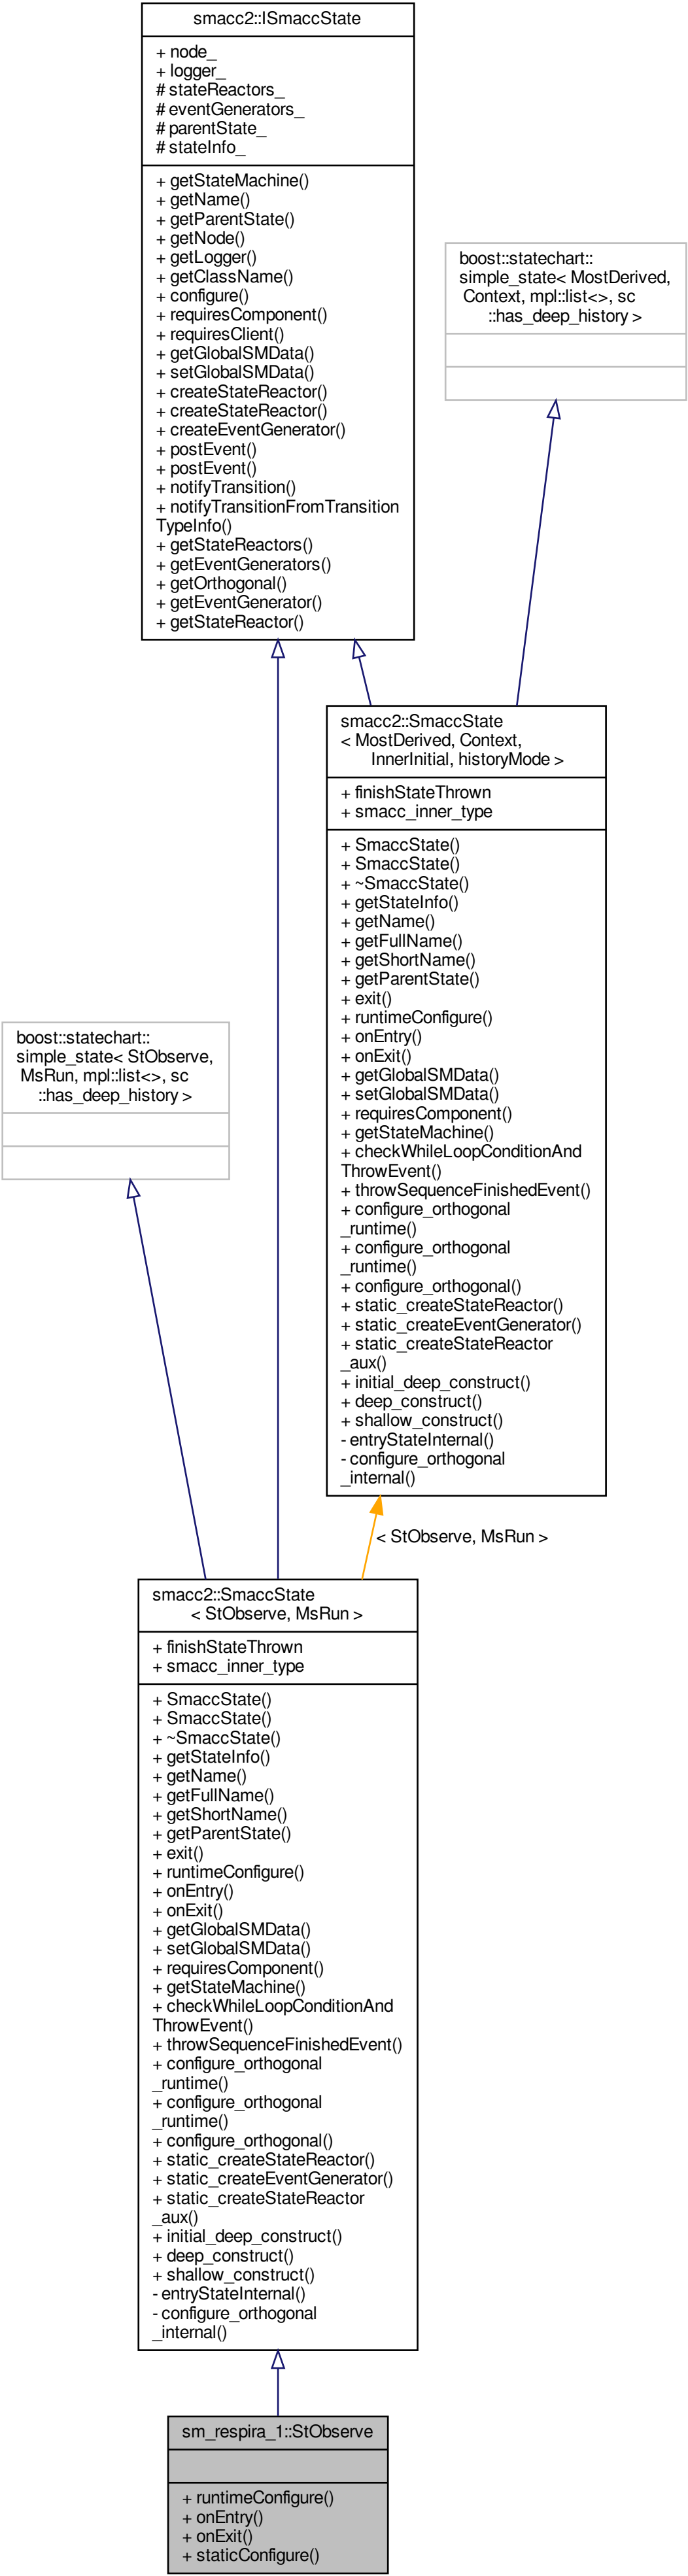 smacc2::ISmaccState
+ node_
+ logger_
# stateReactors_
# eventGenerators_
# parentState_
# stateInfo_
+ getStateMachine()
+ getName()
+ getParentState()
+ getNode()
+ getLogger()
+ getClassName()
+ configure()
+ requiresComponent()
+ requiresClient()
+ getGlobalSMData()
+ setGlobalSMData()
+ createStateReactor()
+ createStateReactor()
+ createEventGenerator()
+ postEvent()
+ postEvent()
+ notifyTransition()
+ notifyTransitionFromTransition
TypeInfo()
+ getStateReactors()
+ getEventGenerators()
+ getOrthogonal()
+ getEventGenerator()
+ getStateReactor()
boost::statechart::
simple_state< MostDerived,
Context, mpl::list<>, sc
::has_deep_history >
smacc2::SmaccState
< MostDerived, Context,
InnerInitial, historyMode >
+ finishStateThrown
+ smacc_inner_type
+ SmaccState()
+ SmaccState()
+ ~SmaccState()
+ getStateInfo()
+ getName()
+ getFullName()
+ getShortName()
+ getParentState()
+ exit()
+ runtimeConfigure()
+ onEntry()
+ onExit()
+ getGlobalSMData()
+ setGlobalSMData()
+ requiresComponent()
+ getStateMachine()
+ checkWhileLoopConditionAnd
ThrowEvent()
+ throwSequenceFinishedEvent()
+ configure_orthogonal
_runtime()
+ configure_orthogonal
_runtime()
+ configure_orthogonal()
+ static_createStateReactor()
+ static_createEventGenerator()
+ static_createStateReactor
_aux()
+ initial_deep_construct()
+ deep_construct()
+ shallow_construct()
- entryStateInternal()
- configure_orthogonal
_internal()
boost::statechart::
simple_state< StObserve,
MsRun, mpl::list<>, sc
::has_deep_history >
< StObserve, MsRun >
smacc2::SmaccState
< StObserve, MsRun >
+ finishStateThrown
+ smacc_inner_type
+ SmaccState()
+ SmaccState()
+ ~SmaccState()
+ getStateInfo()
+ getName()
+ getFullName()
+ getShortName()
+ getParentState()
+ exit()
+ runtimeConfigure()
+ onEntry()
+ onExit()
+ getGlobalSMData()
+ setGlobalSMData()
+ requiresComponent()
+ getStateMachine()
+ checkWhileLoopConditionAnd
ThrowEvent()
+ throwSequenceFinishedEvent()
+ configure_orthogonal
_runtime()
+ configure_orthogonal
_runtime()
+ configure_orthogonal()
+ static_createStateReactor()
+ static_createEventGenerator()
+ static_createStateReactor
_aux()
+ initial_deep_construct()
+ deep_construct()
+ shallow_construct()
- entryStateInternal()
- configure_orthogonal
_internal()
sm_respira_1::StObserve
+ runtimeConfigure()
+ onEntry()
+ onExit()
+ staticConfigure()